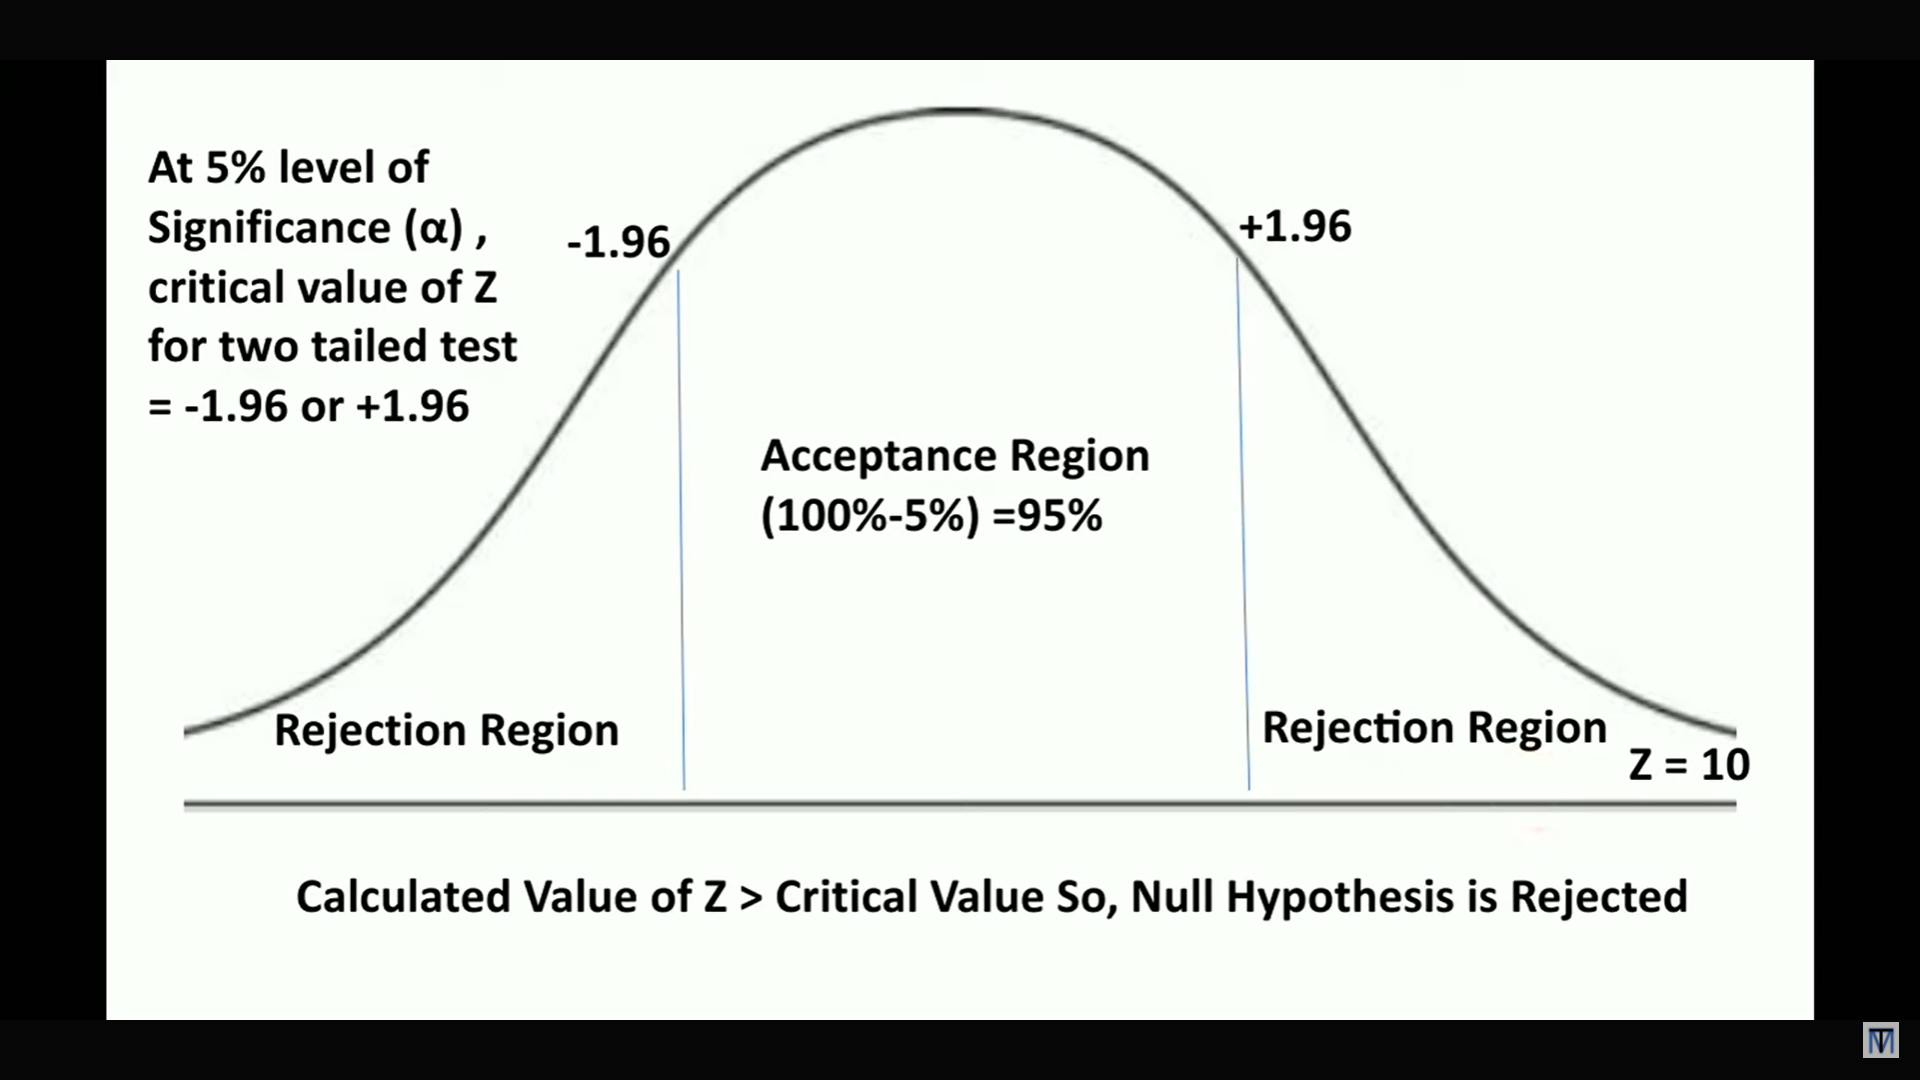 At 5% level of
Significance (α) ,
critical value of Z
for two tailed test
= -1.96 or +1.96
-1.96
+1.96
Acceptance Region
(100%-5%) =95%
Rejection Region
Rejection Region
Z = 10
Calculated Value of Z > Critical Value So, Null Hypothesis is Rejected